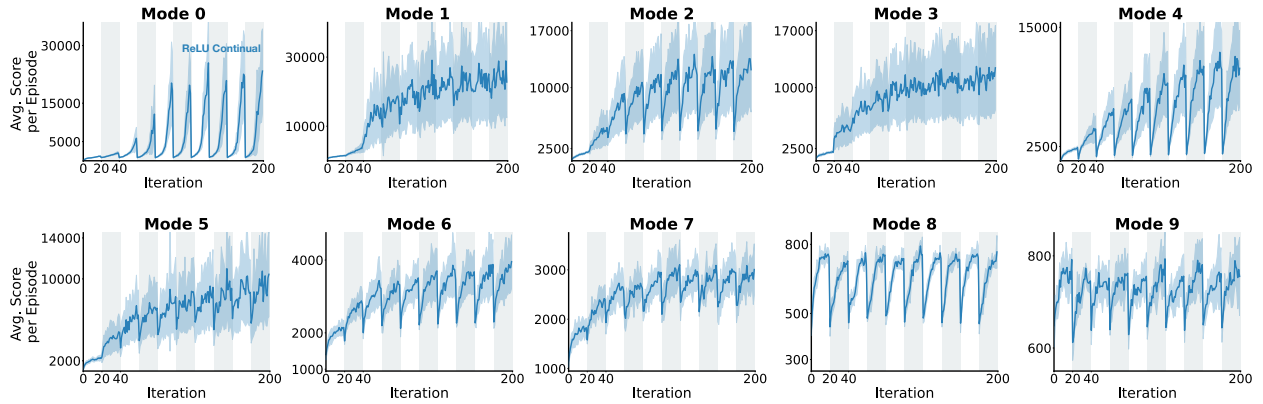 Mode 0 Mode 1 Mode 2 Mode 3 Mode 4
Avg. Score
per Episode
30000
15000
5000
ReLU Continual
0 20 40 200
Iteration
30000
10000
0 20 40 200
Iteration
17000
10000
2500
0 20 40 200
Iteration
17000
10000
2500
0 20 40 200
Iteration
15000
2500
0 20 40 200
Iteration
Mode 5 Mode 6 Mode 7 Mode 8 Mode 9
Avg. Score
per Episode
14000
10000
2000
0 20 40 200
Iteration
4000
2000
1000
0 20 40 200
Iteration
3000
2000
1000
0 20 40 200
Iteration
800
500
300
0 20 40 200
Iteration
800
600
0 20 40 200
Iteration